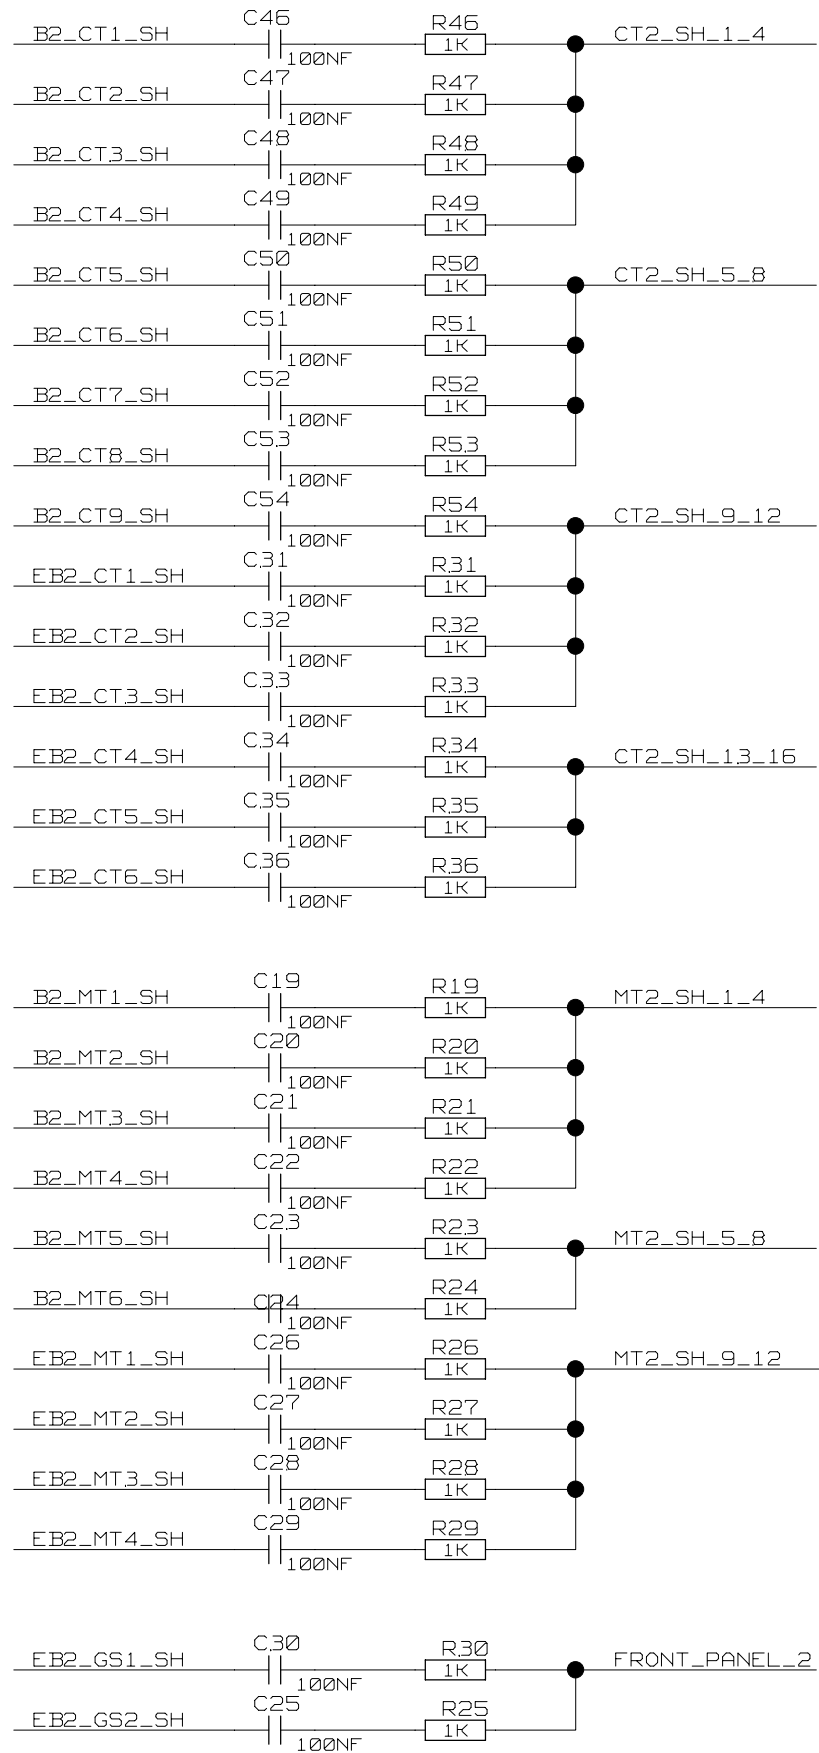 B2_CT1_SH C46 100NF R46 1K CT2_SH_1_4
B2_CT2_SH C47 100NF R47 1K
B2_CT3_SH C48 100NF R48 1K
B2_CT4_SH C49 100NF R49 1K
B2_CT5_SH C50 100NF R50 1K CT2_SH_5_8
B2_CT6_SH C51 100NF R51 1K
B2_CT7_SH C52 100NF R52 1K
B2_CT8_SH C53 100NF R53 1K
B2_CT9_SH C54 100NF R54 1K CT2_SH_9_12
EB2_CT1_SH C31 100NF R31 1K
EB2_CT2_SH C32 100NF R32 1K
EB2_CT3_SH C33 100NF R33 1K
EB2_CT4_SH C34 100NF R34 1K CT2_SH_13_16
EB2_CT5_SH C35 100NF R35 1K
EB2_CT6_SH C36 100NF R36 1K
B2_MT1_SH C19 100NF R19 1K MT2_SH_1_4
B2_MT2_SH C20 100NF R20 1K
B2_MT3_SH C21 100NF R21 1K
B2_MT4_SH C22 100NF R22 1K
B2_MT5_SH C23 100NF R23 1K MT2_SH_5_8
B2_MT6_SH C24 100NF R24 1K
EB2_MT1_SH C26 100NF R26 1K MT2_SH_9_12
EB2_MT2_SH C27 100NF R27 1K
EB2_MT3_SH C28 100NF R28 1K
EB2_MT4_SH C29 100NF R29 1K
EB2_GS1_SH C30 100NF R30 1K FRONT_PANEL_2
EB2_GS2_SH C25 100NF R25 1K